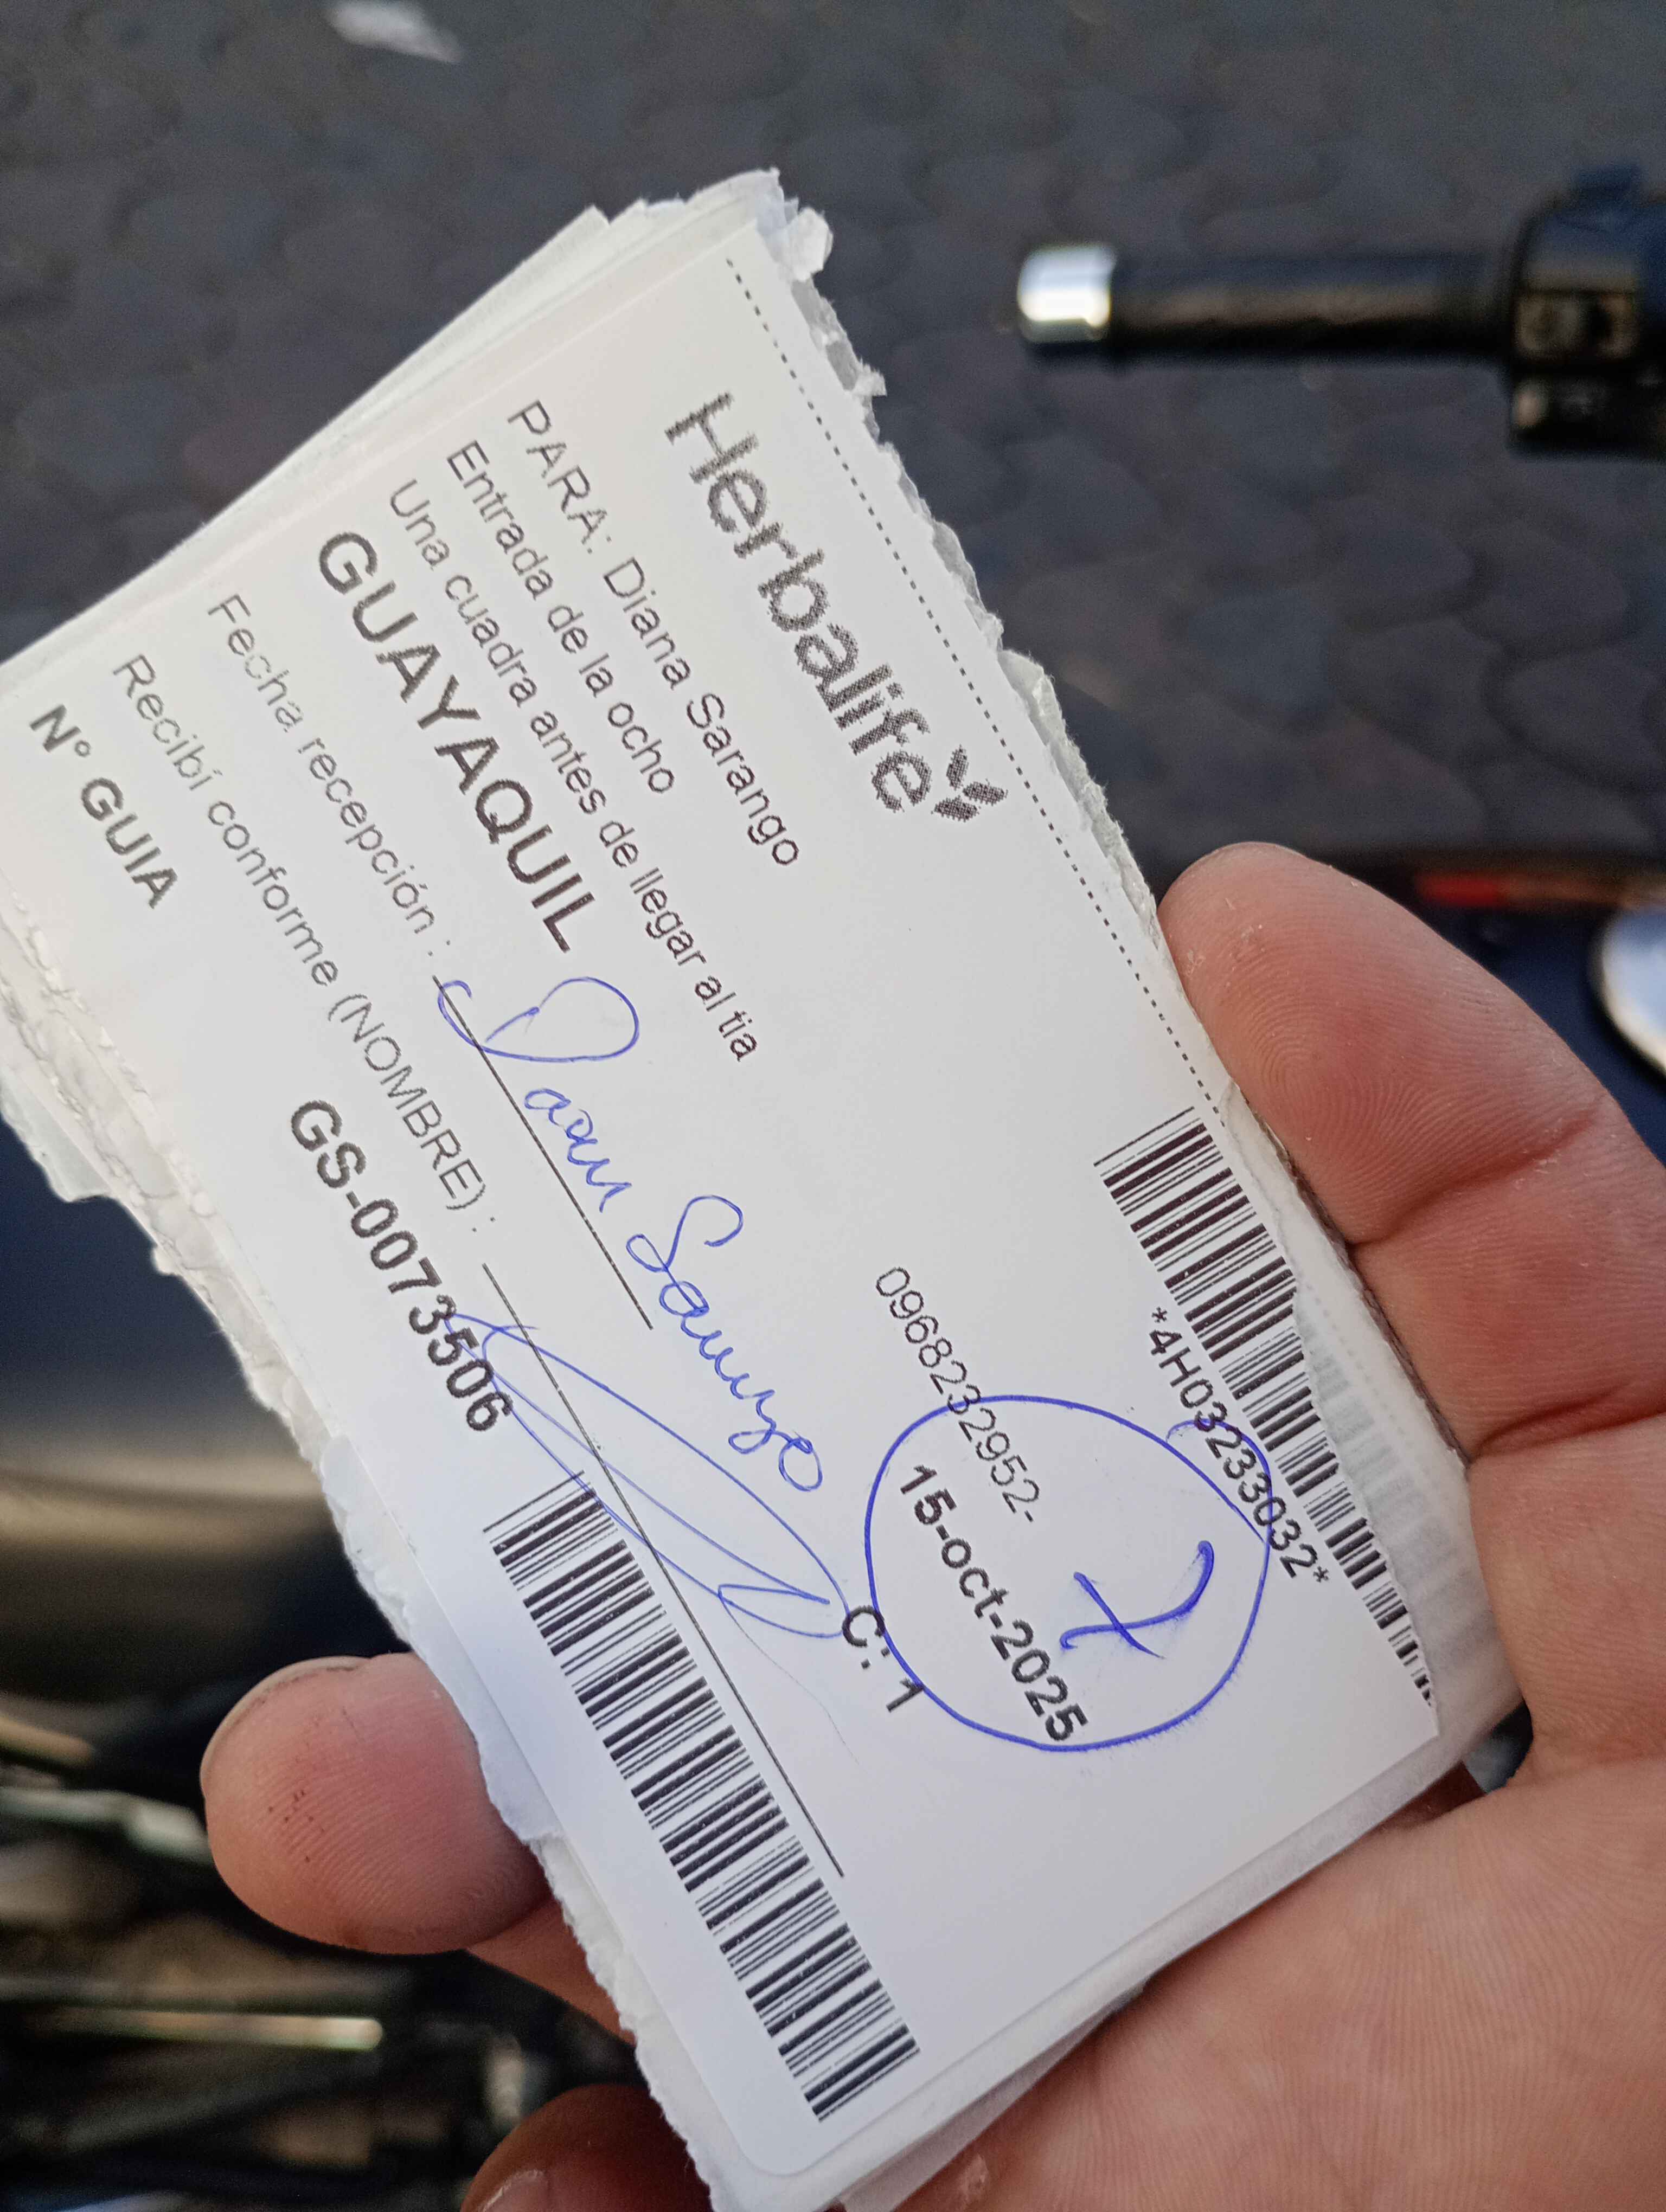 Herbalife
*4H03233032*
PARA: Diana Sarango
0968232952-
Entrada de la ocho
15-oct-2025
Una cuadra antes de llegar al tia
GUAYAQUIL
C: 1
Fecha recepción :
Recibí conforme (NOMBRE) :
N° GUIA
GS-0073506